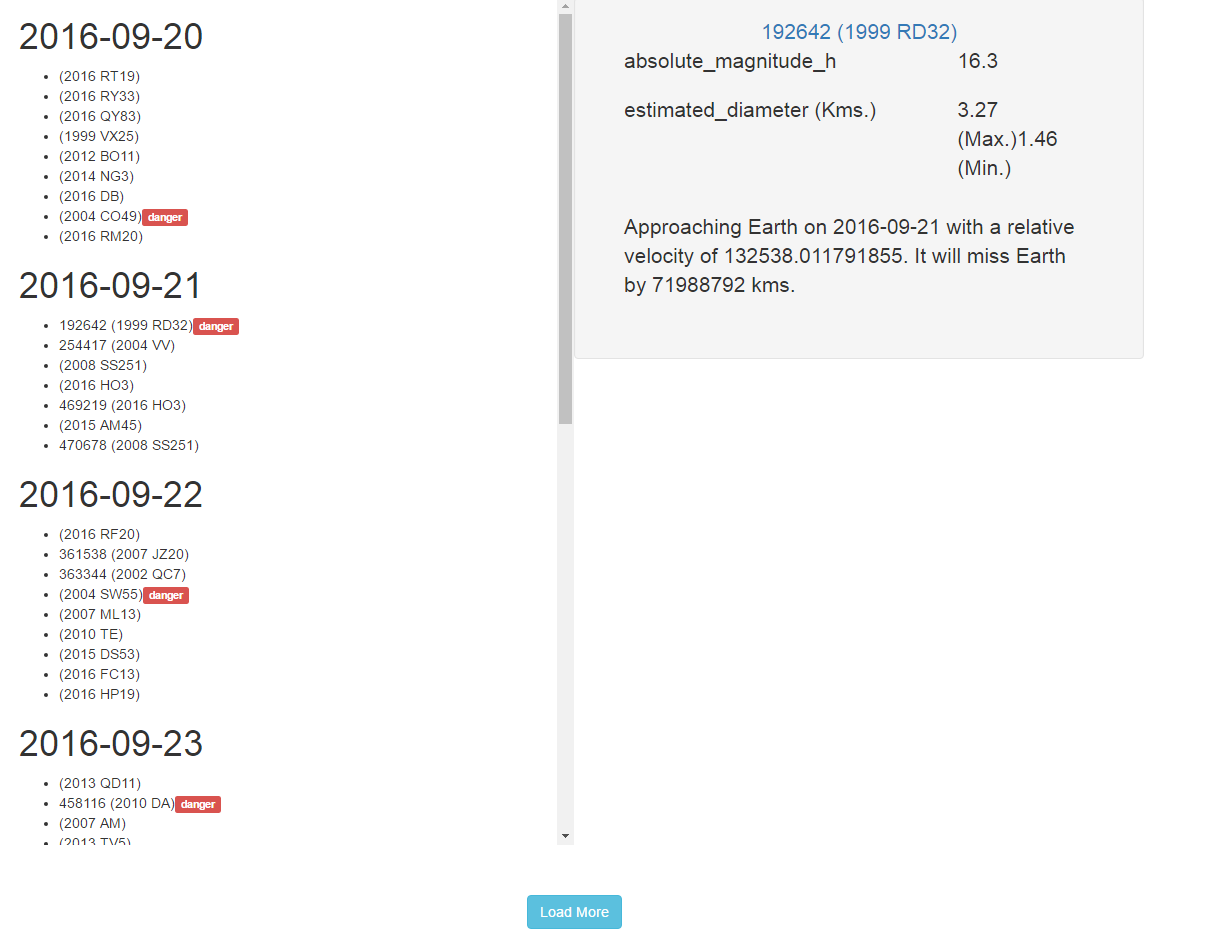 2016-09-20
(2016 RT19)
(2016 RY33)
(2016 QY83)
(1999 VX25)
(2012 BO11)
(2014 NG3)
(2016 DB)
(2004 CO49) danger
(2016 RM20)
2016-09-21
192642 (1999 RD32) danger
254417 (2004 VV)
(2008 SS251)
(2016 HO3)
469219 (2016 HO3)
(2015 AM45)
470678 (2008 SS251)
2016-09-22
(2016 RF20)
361538 (2007 JZ20)
363344 (2002 QC7)
(2004 SW55) danger
(2007 ML13)
(2010 TE)
(2015 DS53)
(2016 FC13)
(2016 HP19)
2016-09-23
(2013 QD11)
458116 (2010 DA) danger
(2007 AM)
(2013 TV5)
192642 (1999 RD32)
absolute_magnitude_h 16.3
estimated_diameter (Kms.) 3.27
(Max.)1.46
(Min.)
Approaching Earth on 2016-09-21 with a relative
velocity of 132538.011791855. It will miss Earth
by 71988792 kms.
Load More